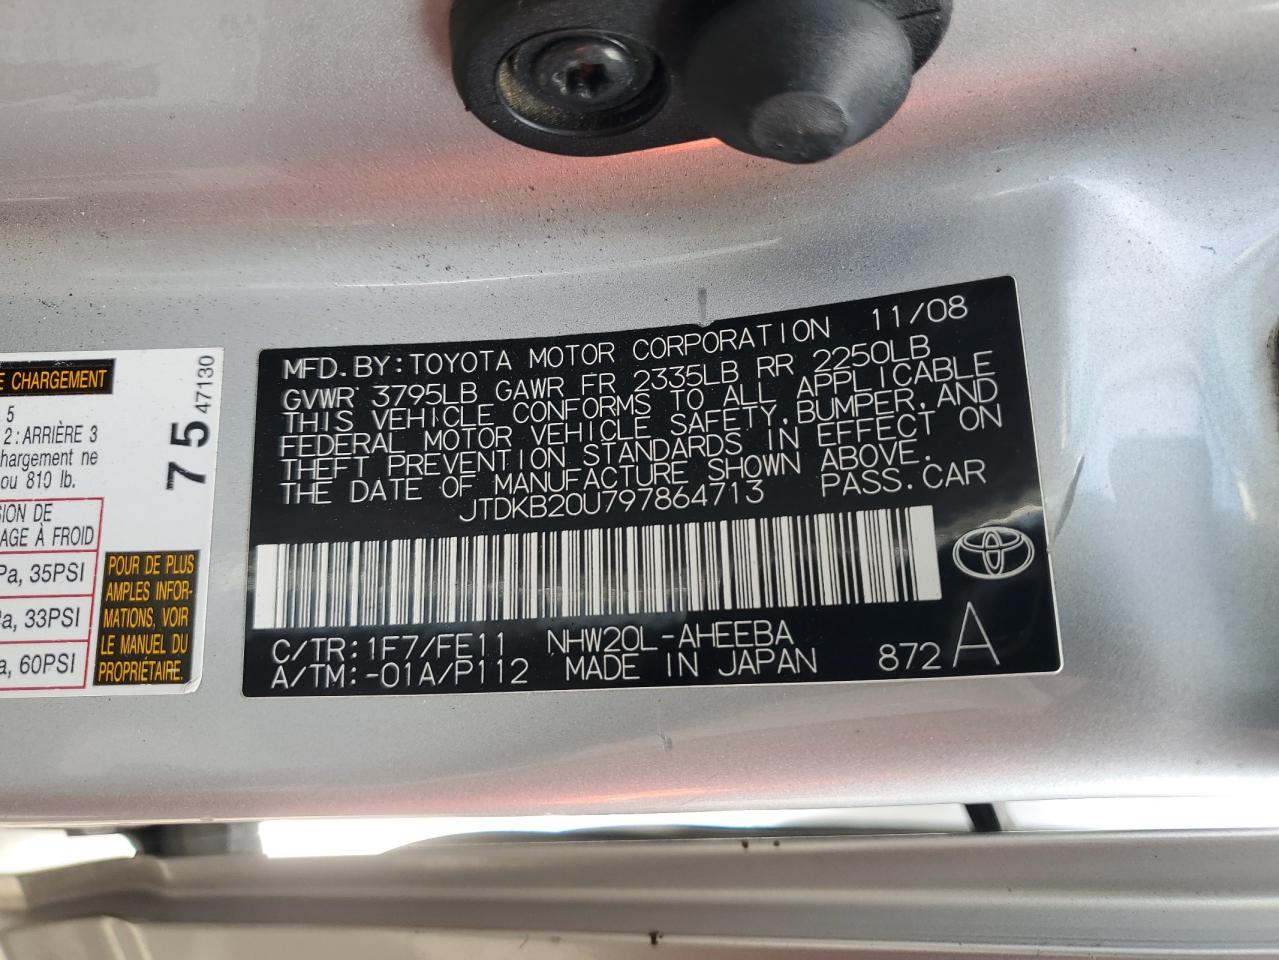 E CHARGEMENT
5
2 : ARRIÈRE 3
hargement ne
ou 810 lb.
ION DE
AGE À FROID
Pa, 35PSI
a, 33PSI
a, 60PSI
75
47130
POUR DE PLUS
AMPLES INFOR-
MATIONS, VOIR
LE MANUEL DU
PROPRIÉTAIRE.
MFD.BY:TOYOTA MOTOR CORPORATION 11/08
GVWR 3795LB GAWR FR 2335LB RR 2250LB
THIS VEHICLE CONFORMS TO ALL APPLICABLE
FEDERAL MOTOR VEHICLE SAFETY,BUMPER,AND
THEFT PREVENTION STANDARDS IN EFFECT ON
THE DATE OF MANUFACTURE SHOWN ABOVE.
JTDKB20U797864713 PASS.CAR
C/TR:1F7/FE11 NHW20L-AHEEBA
A/TM:-01A/P112 MADE IN JAPAN 872 A